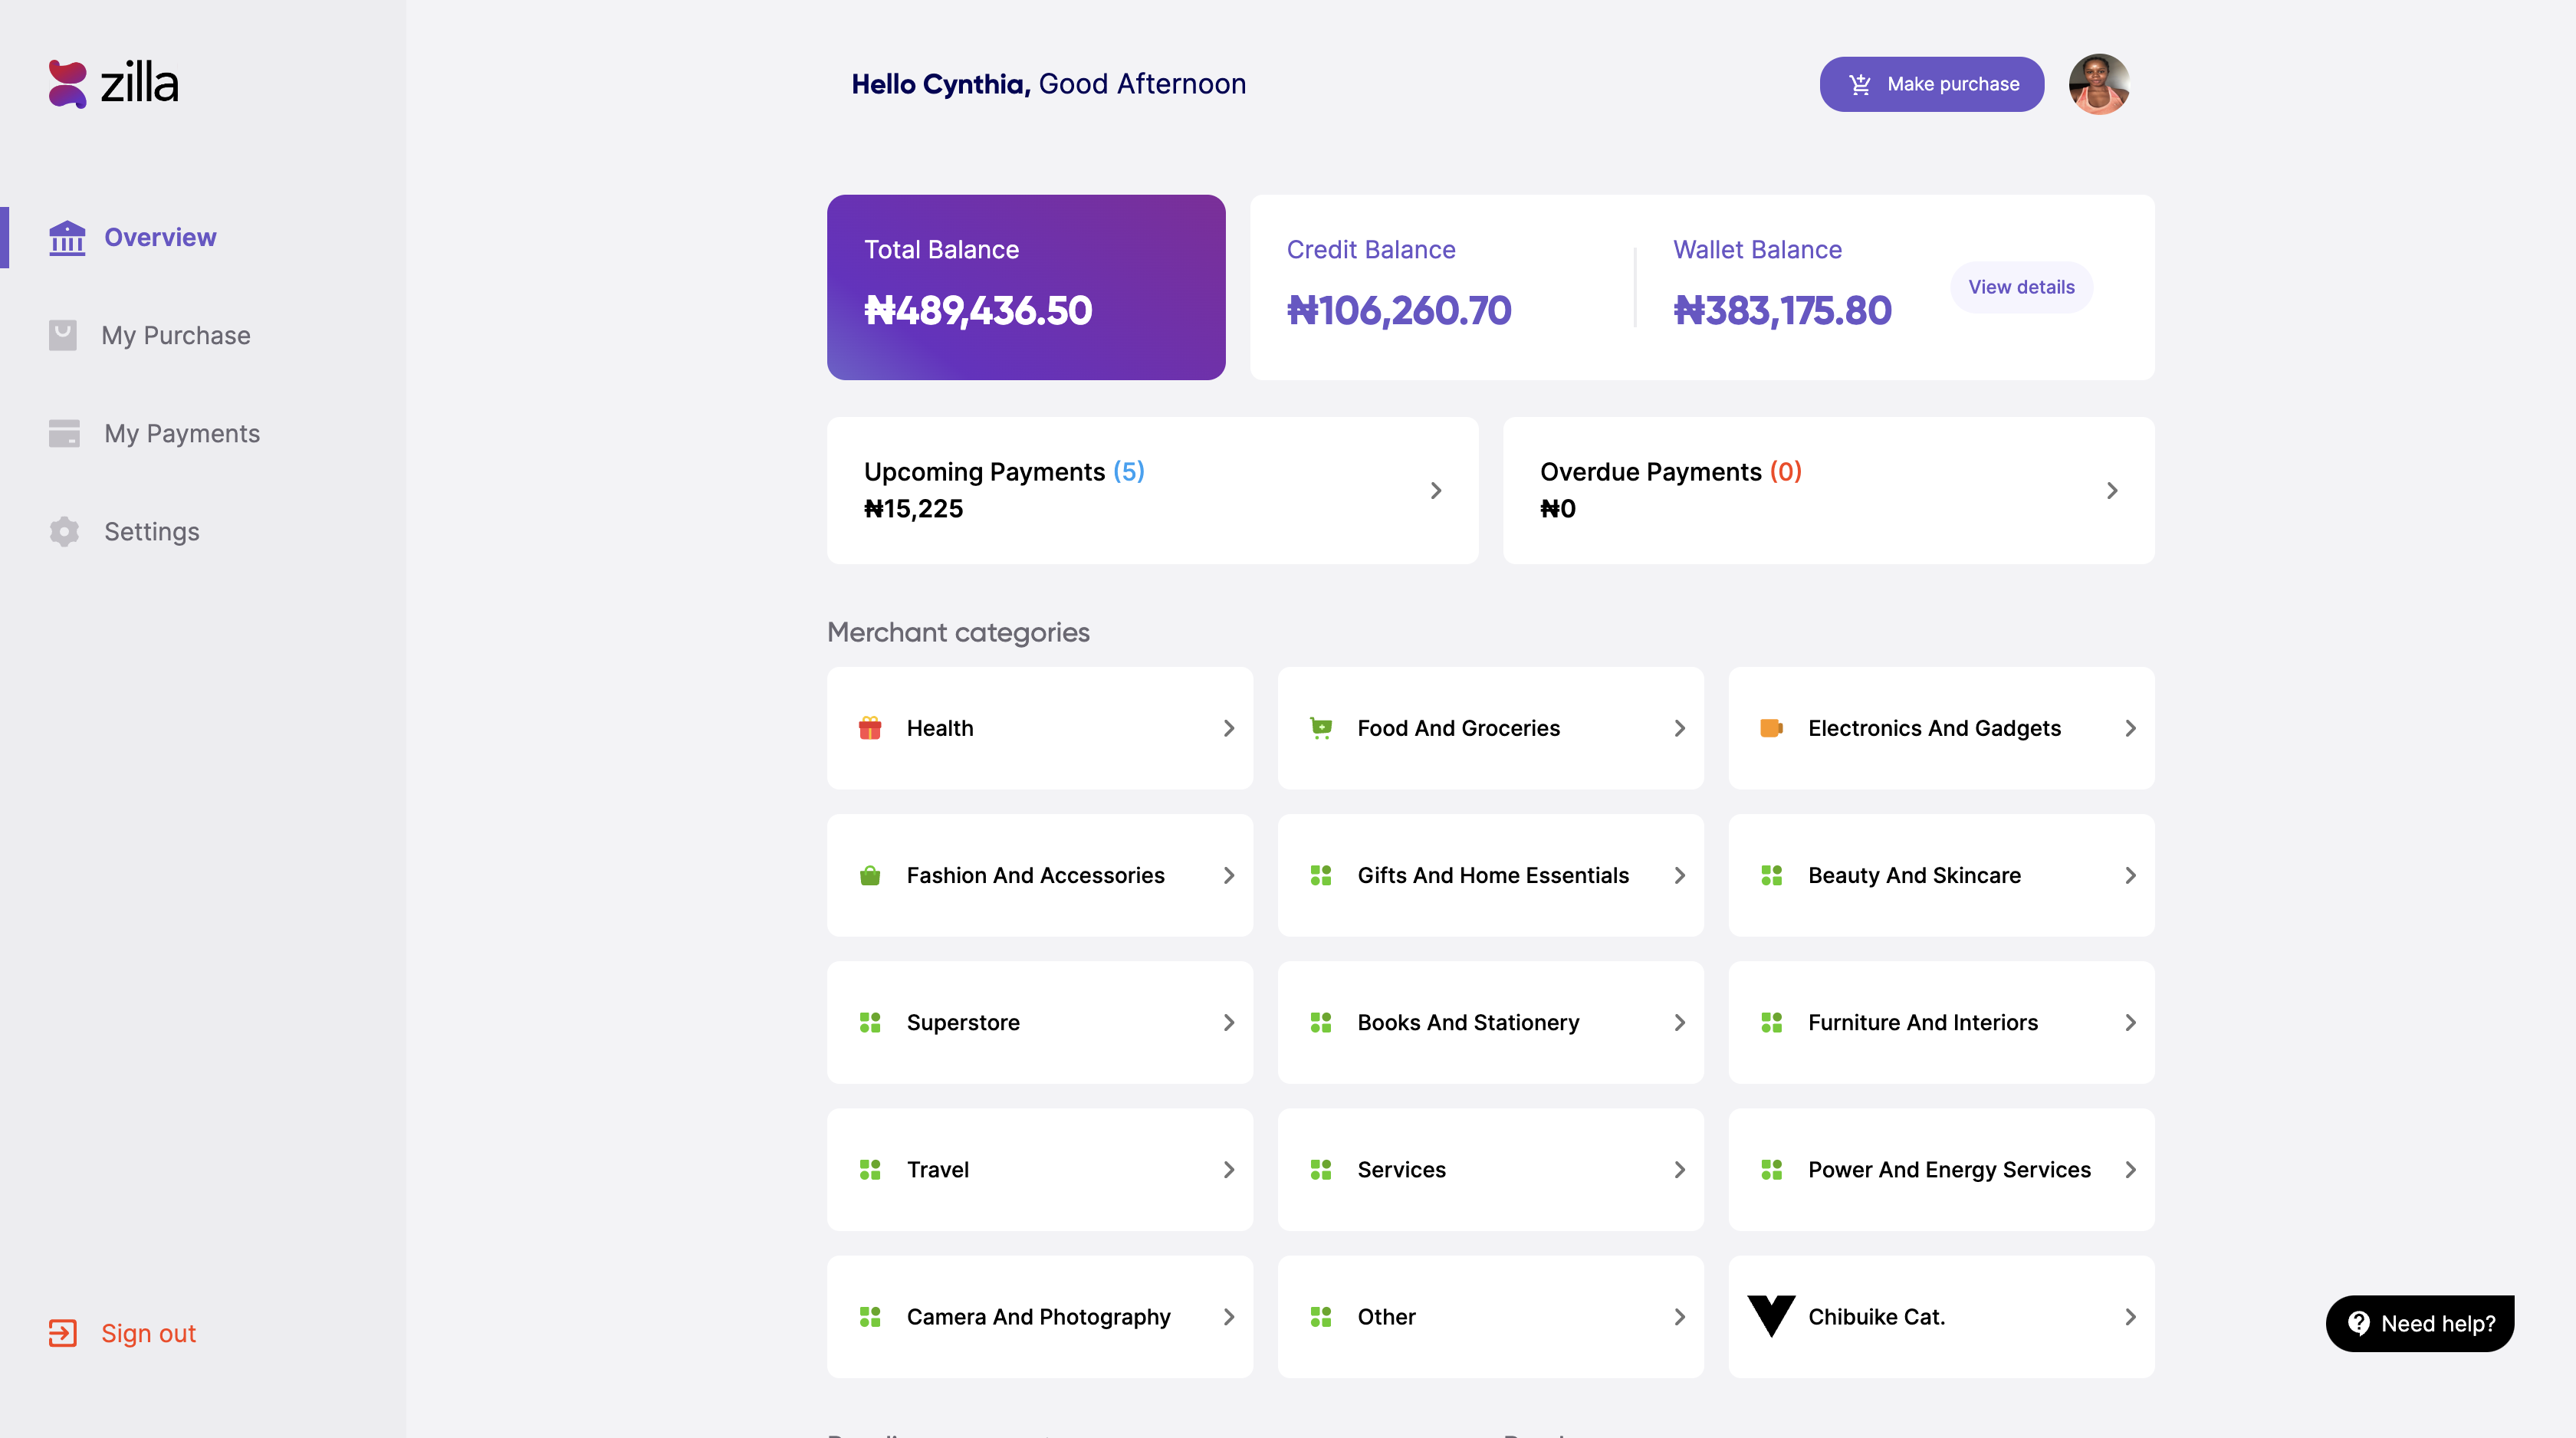 zilla
Hello Cynthia, Good Afternoon
Make purchase
Overview
My Purchase
My Payments
Settings
Sign out
Total Balance
₦489,436.50
Credit Balance
₦106,260.70
Wallet Balance
₦383,175.80
View details
Upcoming Payments (5)
₦15,225
Overdue Payments (0)
₦0
Merchant categories
Health
Food And Groceries
Electronics And Gadgets
Fashion And Accessories
Gifts And Home Essentials
Beauty And Skincare
Superstore
Books And Stationery
Furniture And Interiors
Travel
Services
Power And Energy Services
Camera And Photography
Other
Chibuike Cat.
Need help?